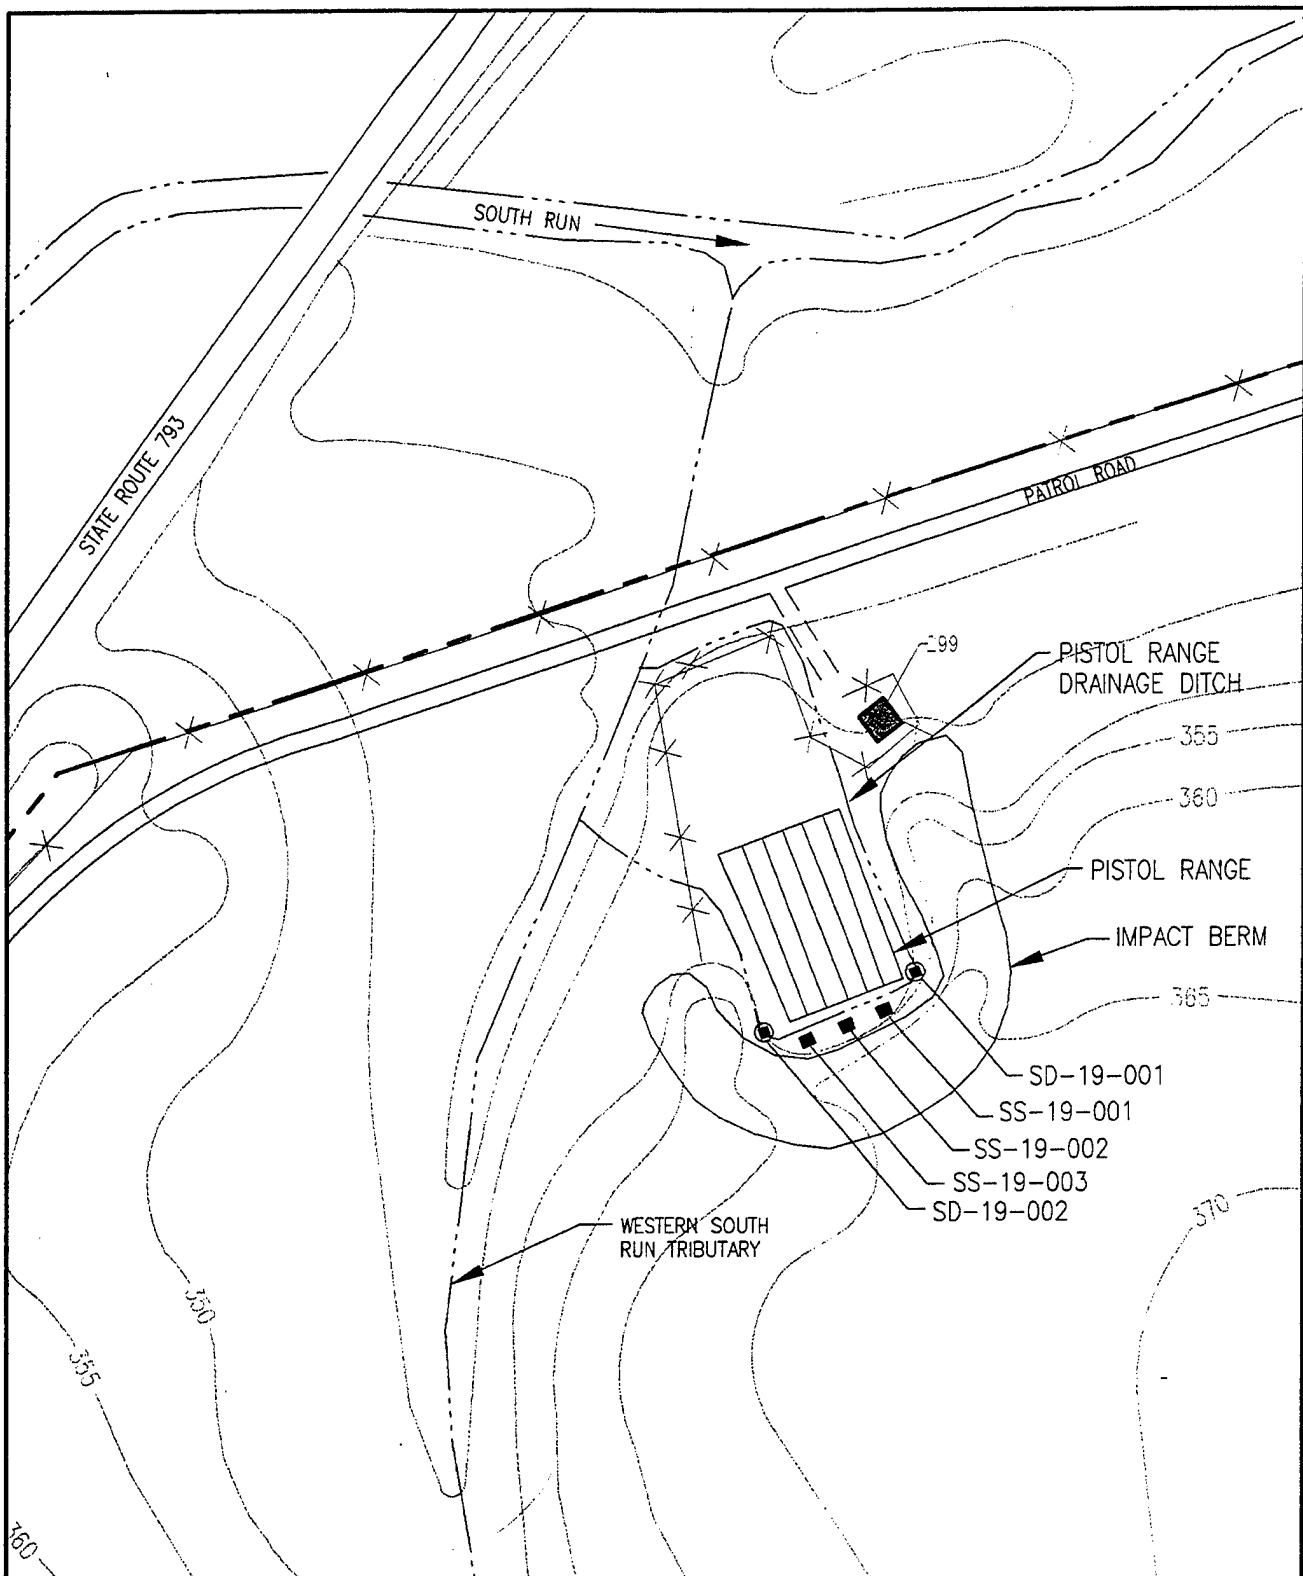 SOUTH RUN
STATE ROUTE 793
PATROL ROAD
PISTOL RANGE
DRAINAGE DITCH
355
360
PISTOL RANGE
IMPACT BERM
365
SD-19-001
SS-19-001
SS-19-002
SS-19-003
SD-19-002
370
WESTERN SOUTH
RUN TRIBUTARY
350
355
360